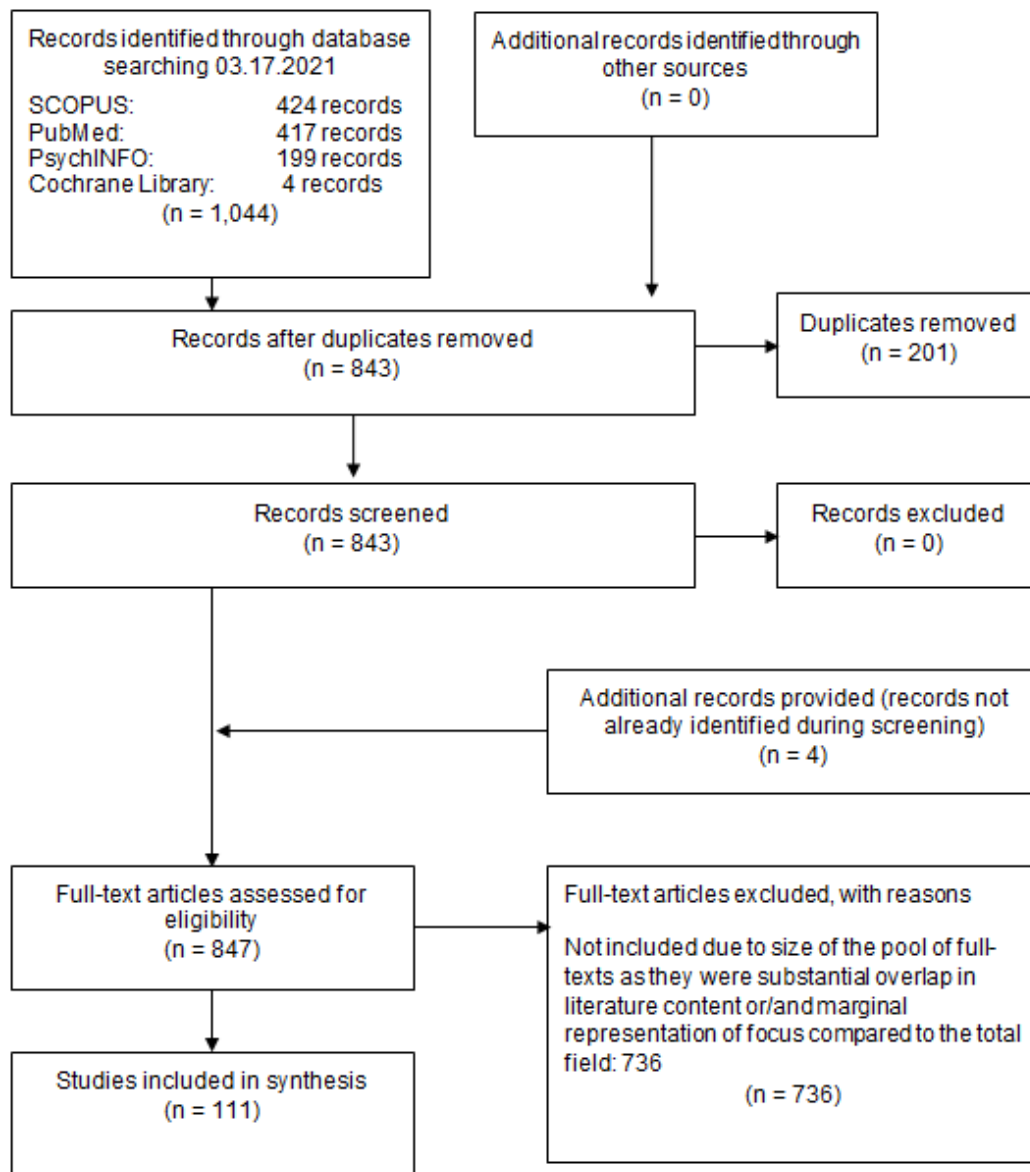 Records identified through database
searching 03.17.2021
SCOPUS: 424 records
PubMed: 417 records
PsychINFO: 199 records
Cochrane Library: 4 records
(n = 1,044)
Additional records identified through
other sources
(n = 0)
Records after duplicates removed
(n = 843)
Duplicates removed
(n = 201)
Records screened
(n = 843)
Records excluded
(n = 0)
Additional records provided (records not
already identified during screening)
(n = 4)
Full-text articles assessed for
eligibility
(n = 847)
Full-text articles excluded, with reasons
Not included due to size of the pool of full-
texts as they were substantial overlap in
literature content or/and marginal
representation of focus compared to the total
field: 736
(n = 736)
Studies included in synthesis
(n = 111)